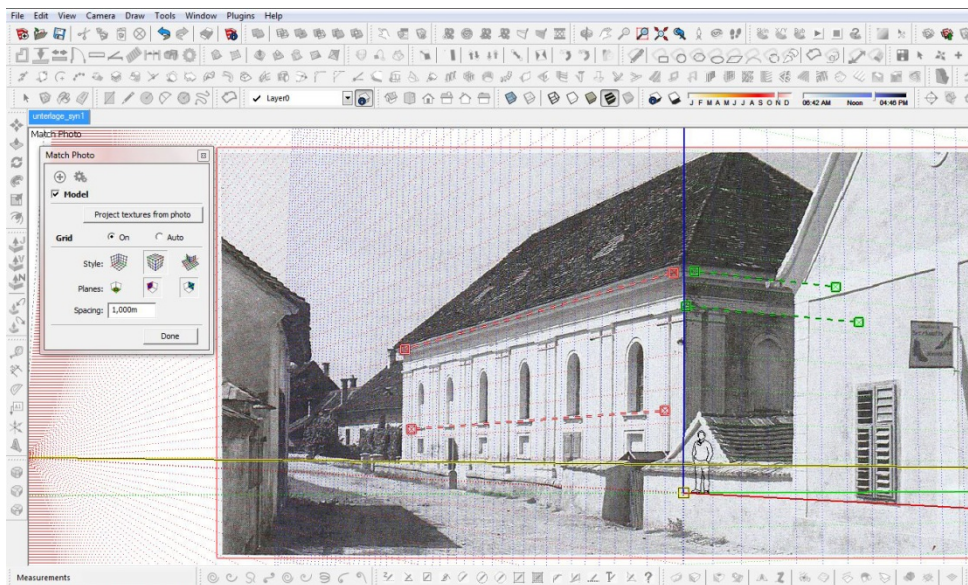 File Edit View Camera Draw Tools Window Plugins Help
Layer0
J F M A M J J A S O N D
06:42 AM Noon 04:46 PM
unterlage_syn1
Match Photo
Match Photo
Model
Project textures from photo
Grid On Auto
Style:
Planes:
Spacing: 1,000m
Done
Measurements